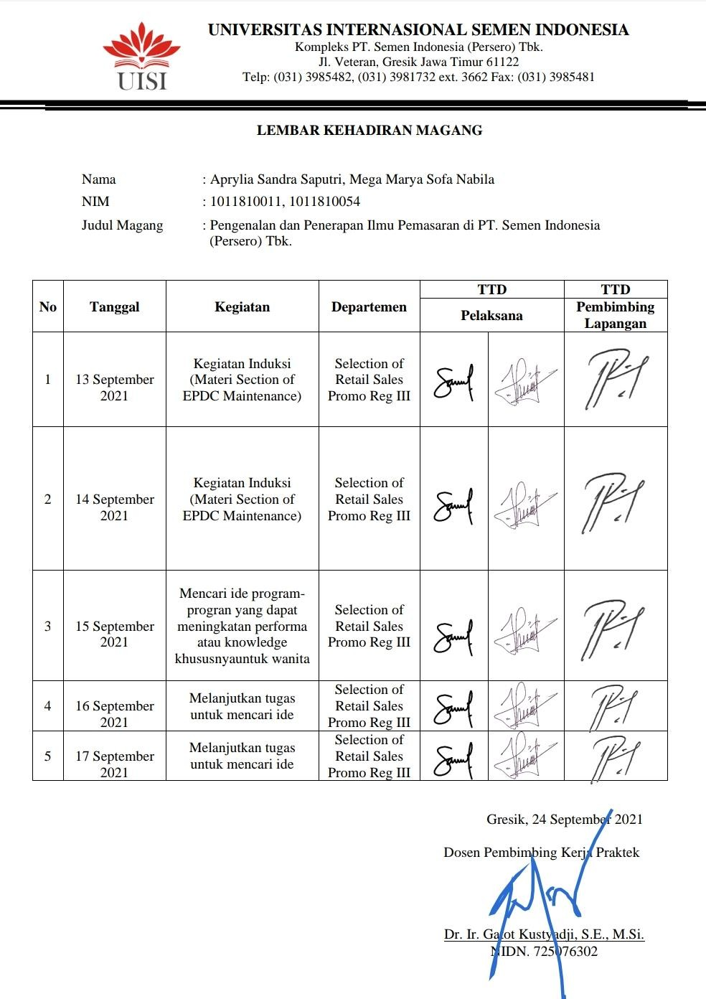 UNIVERSITAS INTERNASIONAL SEMEN INDONESIA
Kompleks PT. Semen Indonesia (Persero) Tbk.
Jl. Veteran, Gresik Jawa Timur 61122
Telp: (031) 3985482, (031) 3981732 ext. 3662 Fax: (031) 3985481
UISI
LEMBAR KEHADIRAN MAGANG
Nama : Aprylia Sandra Saputri, Mega Marya Sofa Nabila
NIM : 1011810011, 1011810054
Judul Magang : Pengenalan dan Penerapan Ilmu Pemasaran di PT. Semen Indonesia
(Persero) Tbk.
No Tanggal Kegiatan Departemen TTD TTD
Pelaksana Pembimbing
Lapangan
1 13 September
2021
Kegiatan Induksi
(Materi Section of
EPDC Maintenance)
Selection of
Retail Sales
Promo Reg III
2 14 September
2021
Kegiatan Induksi
(Materi Section of
EPDC Maintenance)
Selection of
Retail Sales
Promo Reg III
3 15 September
2021
Mencari ide program-
progran yang dapat
meningkatan performa
atau knowledge
khususnyauntuk wanita
Selection of
Retail Sales
Promo Reg III
4 16 September
2021
Melanjutkan tugas
untuk mencari ide
Selection of
Retail Sales
Promo Reg III
5 17 September
2021
Melanjutkan tugas
untuk mencari ide
Selection of
Retail Sales
Promo Reg III
Gresik, 24 September 2021
Dosen Pembimbing Kerja Praktek
Dr. Ir. Gatot Kustyadji, S.E., M.Si.
NIDN. 725076302